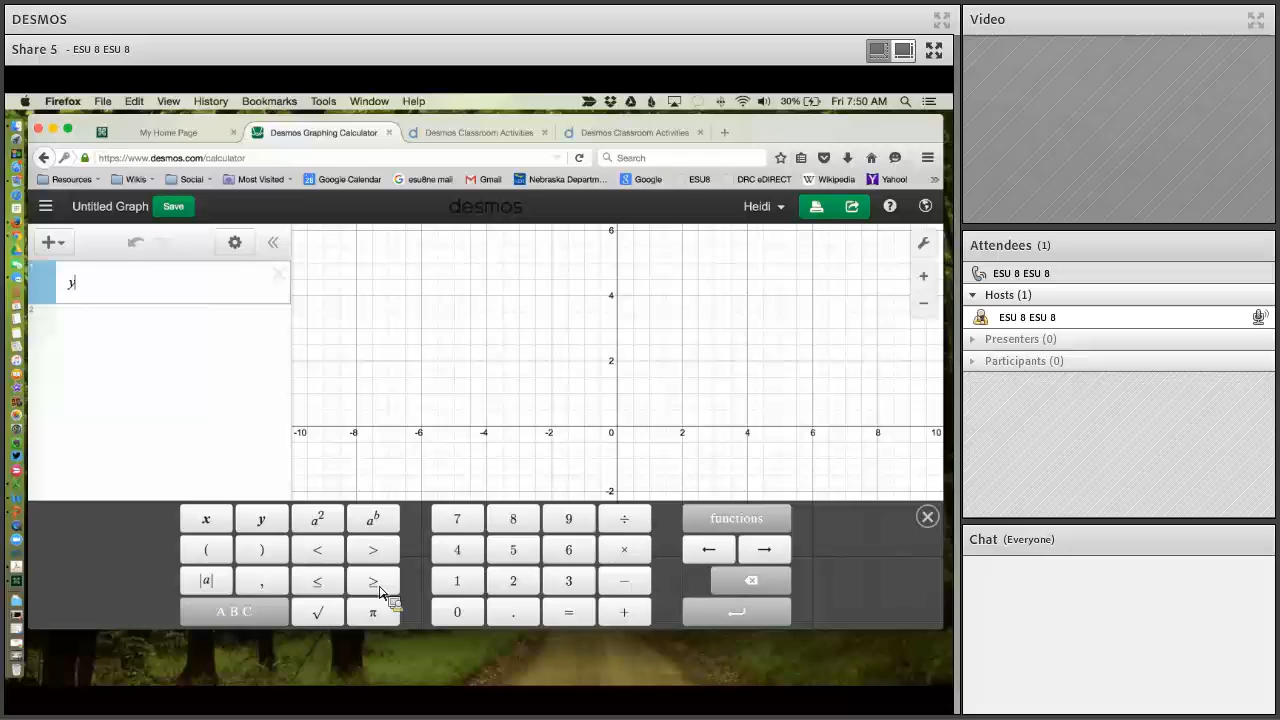 DESMOS
Video
Share 5 - ESU 8 ESU 8
Firefox File Edit View History Bookmarks Tools Window Help
30% Fri 7:50 AM
My Home Page × Desmos Graphing Calculator × Desmos Classroom Activities × Desmos Classroom Activities × +
https://www.desmos.com/calculator
Search
Resources Wikis Social Most Visited 28 Google Calendar esu8ne mail Gmail Nebraska Departm... Google ESU8 DRC eDIRECT Wikipedia Yahoo! »
Untitled Graph Save desmos Heidi ?
+ «
1 y
2
6
4
2
-10 -8 -6 -4 -2 0 2 4 6 8 10
-2
+
−
x y a² aᵇ 7 8 9 ÷ functions
( ) < > 4 5 6 × ← →
|a| , ≤ ≥ 1 2 3 −
A B C √ π 0 . = +
Attendees (1)
ESU 8 ESU 8
Hosts (1)
ESU 8 ESU 8
Presenters (0)
Participants (0)
Chat (Everyone)